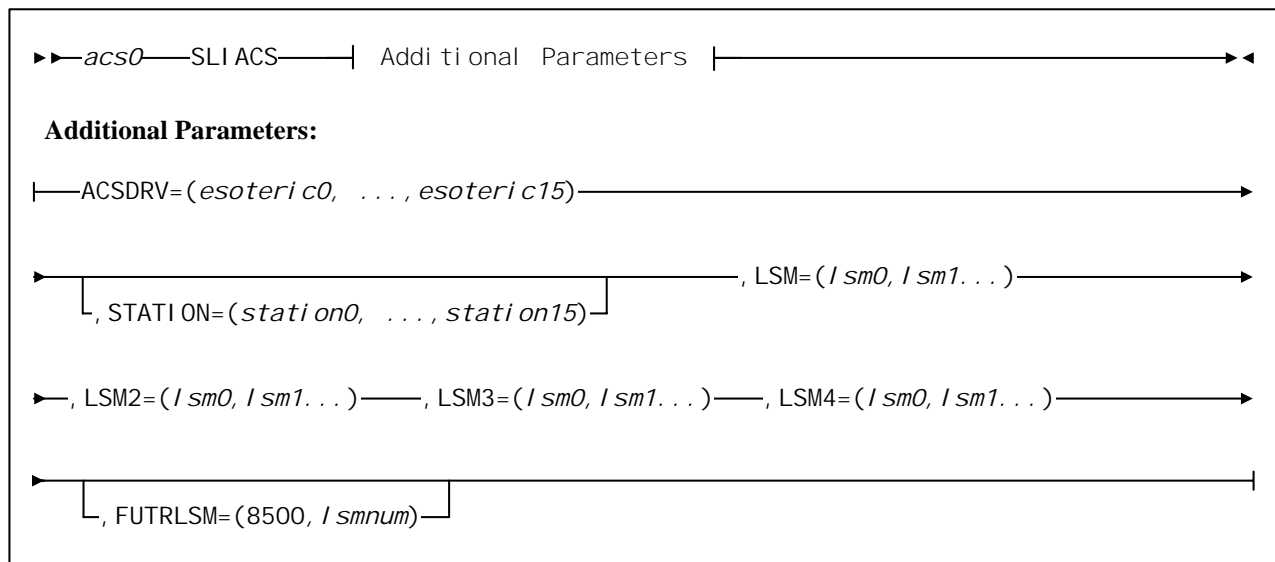 acs0 SLIACS Additional Parameters
Additional Parameters:
ACSDRV=(esoteric0, ...,esoteric15)
,LSM=(lsm0,lsm1...)
,STATION=(station0, ...,station15)
,LSM2=(lsm0,lsm1...) ,LSM3=(lsm0,lsm1...) ,LSM4=(lsm0,lsm1...)
,FUTRLSM=(8500,lsmnum)